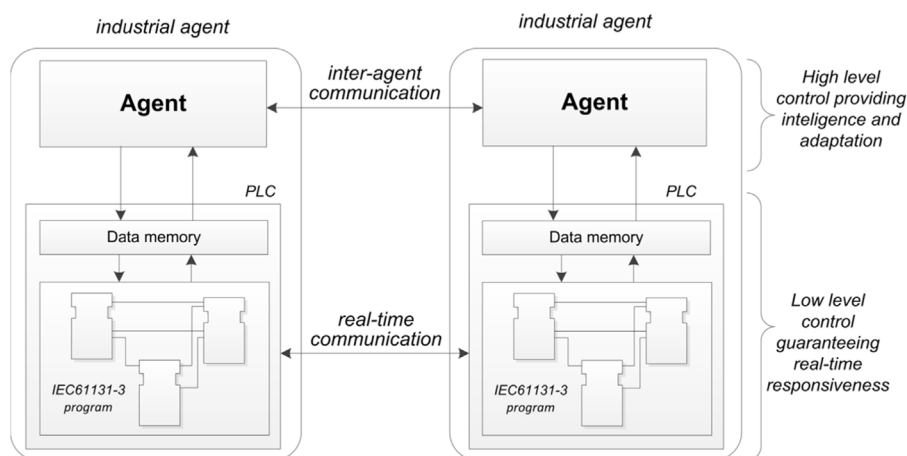 industrial agent
industrial agent
Agent
inter-agent
communication
Agent
High level
control providing
inteligence and
adaptation
PLC
PLC
Data memory
Data memory
real-time
communication
IEC61131-3
program
IEC61131-3
program
Low level
control
guaranteeing
real-time
responsiveness